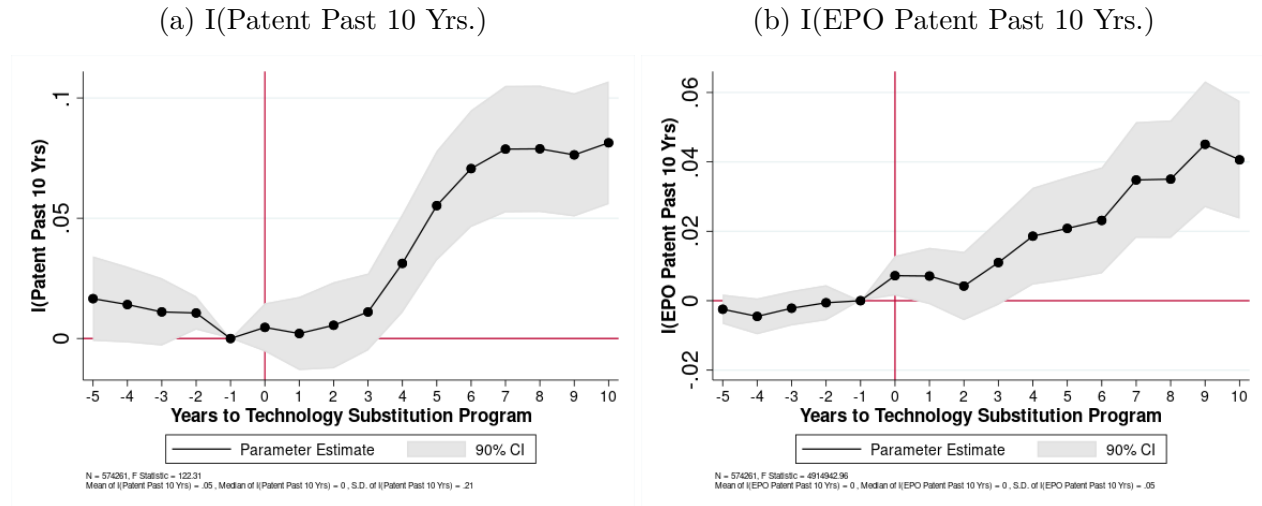 (a) I(Patent Past 10 Yrs.)
I(Patent Past 10 Yrs)
.1
.05
0
-5 -4 -3 -2 -1 0 1 2 3 4 5 6 7 8 9 10
Years to Technology Substitution Program
Parameter Estimate 90% CI
N = 574261, F Statistic = 122.31
Mean of I(Patent Past 10 Yrs) = .05 , Median of I(Patent Past 10 Yrs) = 0 , S.D. of I(Patent Past 10 Yrs) = .21
(b) I(EPO Patent Past 10 Yrs.)
I(EPO Patent Past 10 Yrs)
.06
.04
.02
0
-.02
-5 -4 -3 -2 -1 0 1 2 3 4 5 6 7 8 9 10
Years to Technology Substitution Program
Parameter Estimate 90% CI
N = 574261, F Statistic = 4914942.96
Mean of I(EPO Patent Past 10 Yrs) = 0 , Median of I(EPO Patent Past 10 Yrs) = 0 , S.D. of I(EPO Patent Past 10 Yrs) = .05